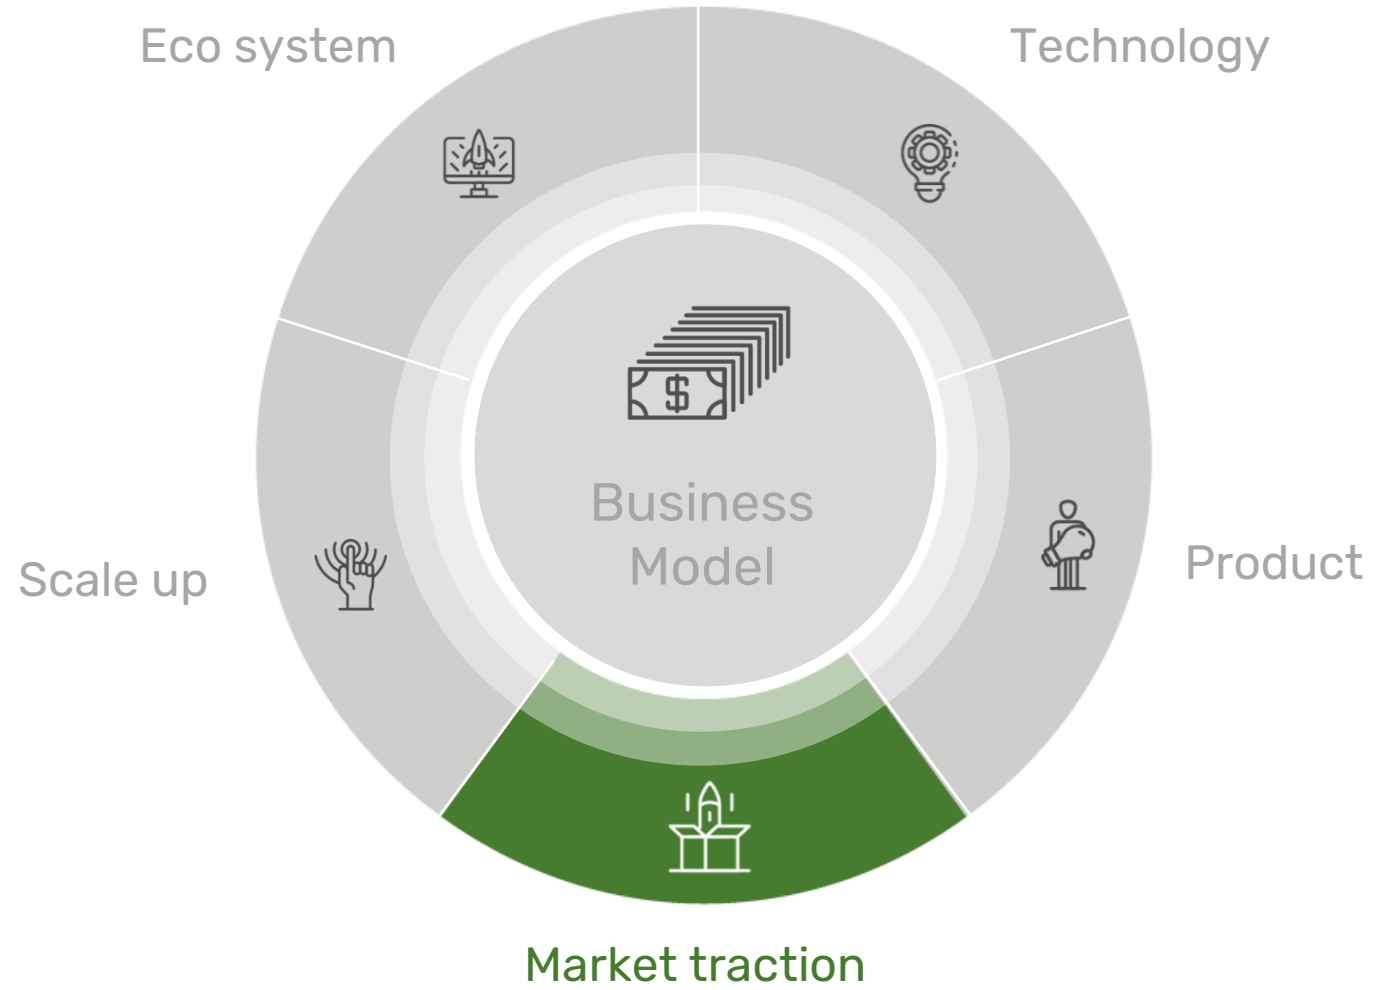 Eco system
Technology
$
Business
Model
Scale up
Product
Market traction